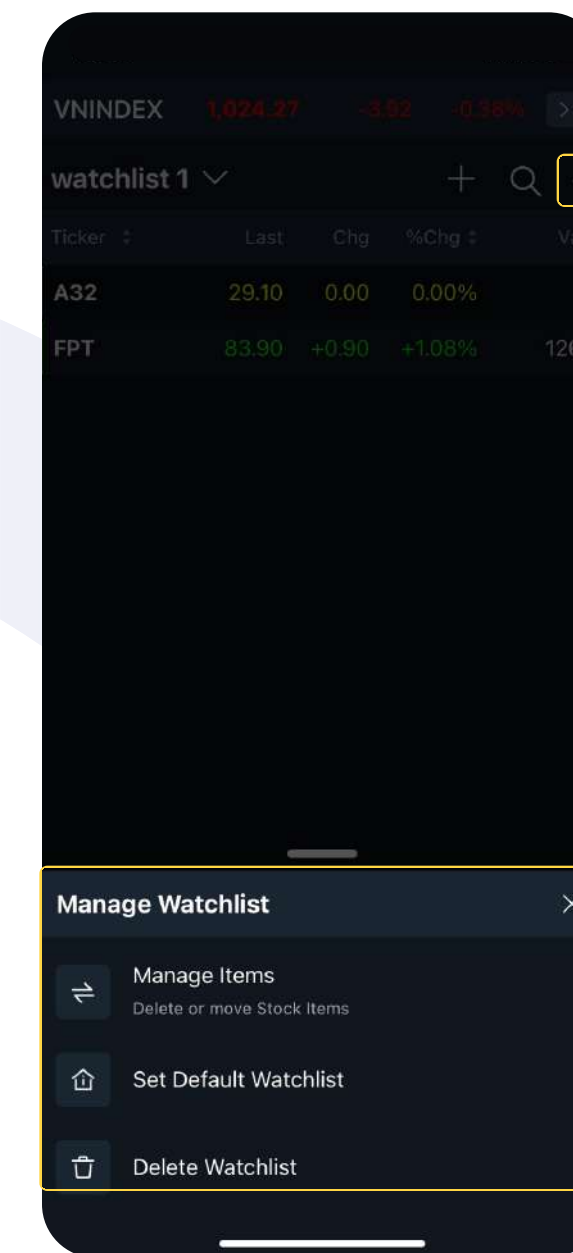 VNINDEX 1,024.27 -3.92 -0.38%
watchlist 1
Ticker Last Chg %Chg
A32 29.10 0.00 0.00%
FPT 83.90 +0.90 +1.08%
Manage Watchlist
Manage Items
Delete or move Stock Items
Set Default Watchlist
Delete Watchlist